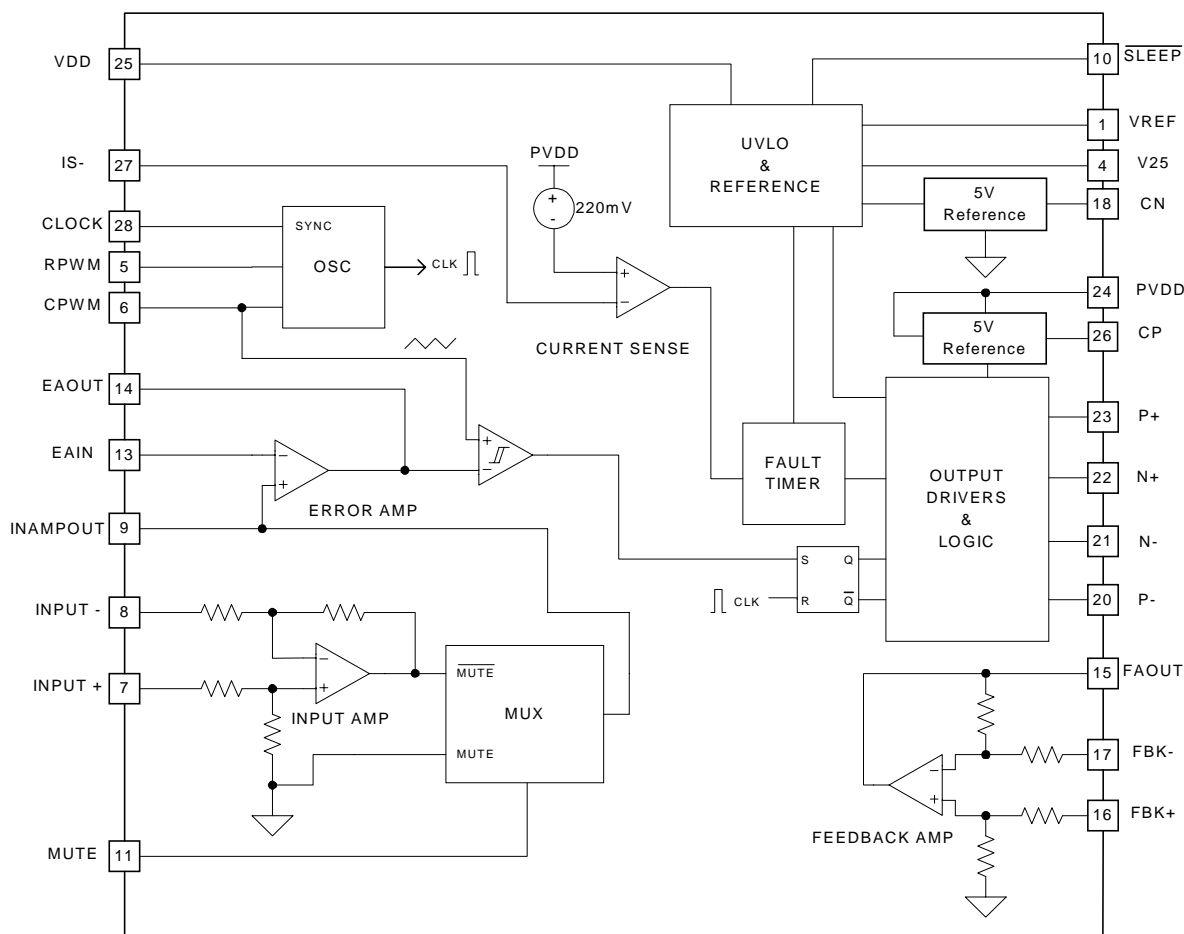 VDD 25
10 SLEEP
1 VREF
IS- 27
PVDD
UVLO
&
REFERENCE
4 V25
+
-
220mV
5V
Reference
18 CN
CLOCK 28
SYNC
RPWM 5
OSC
CLK
CPWM 6
+
-
CURRENT SENSE
24 PVDD
5V
Reference
26 CP
EAOUT 14
23 P+
EAIN 13
-
+
ERROR AMP
+
-
FAULT
TIMER
OUTPUT
DRIVERS
&
LOGIC
22 N+
INAMPOUT 9
21 N-
S Q
R Q
CLK
20 P-
INPUT - 8
INPUT + 7
-
+
INPUT AMP
MUTE
MUX
MUTE
15 FAOUT
17 FBK-
-
+
16 FBK+
FEEDBACK AMP
MUTE 11